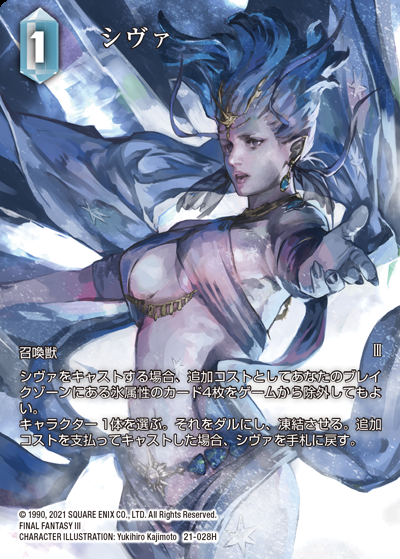 1
シヴァ
召喚獣
III
シヴァをキャストする場合、追加コストとしてあなたのブレイ
クゾーンにある氷属性のカード4枚をゲームから除外してもよ
い。
キャラクター1体を選ぶ。それをダルにし、凍結させる。追加
コストを支払ってキャストした場合、シヴァを手札に戻す。
© 1990, 2021 SQUARE ENIX CO., LTD. All Rights Reserved.
FINAL FANTASY III
CHARACTER ILLUSTRATION: Yukihiro Kajimoto 21-028H